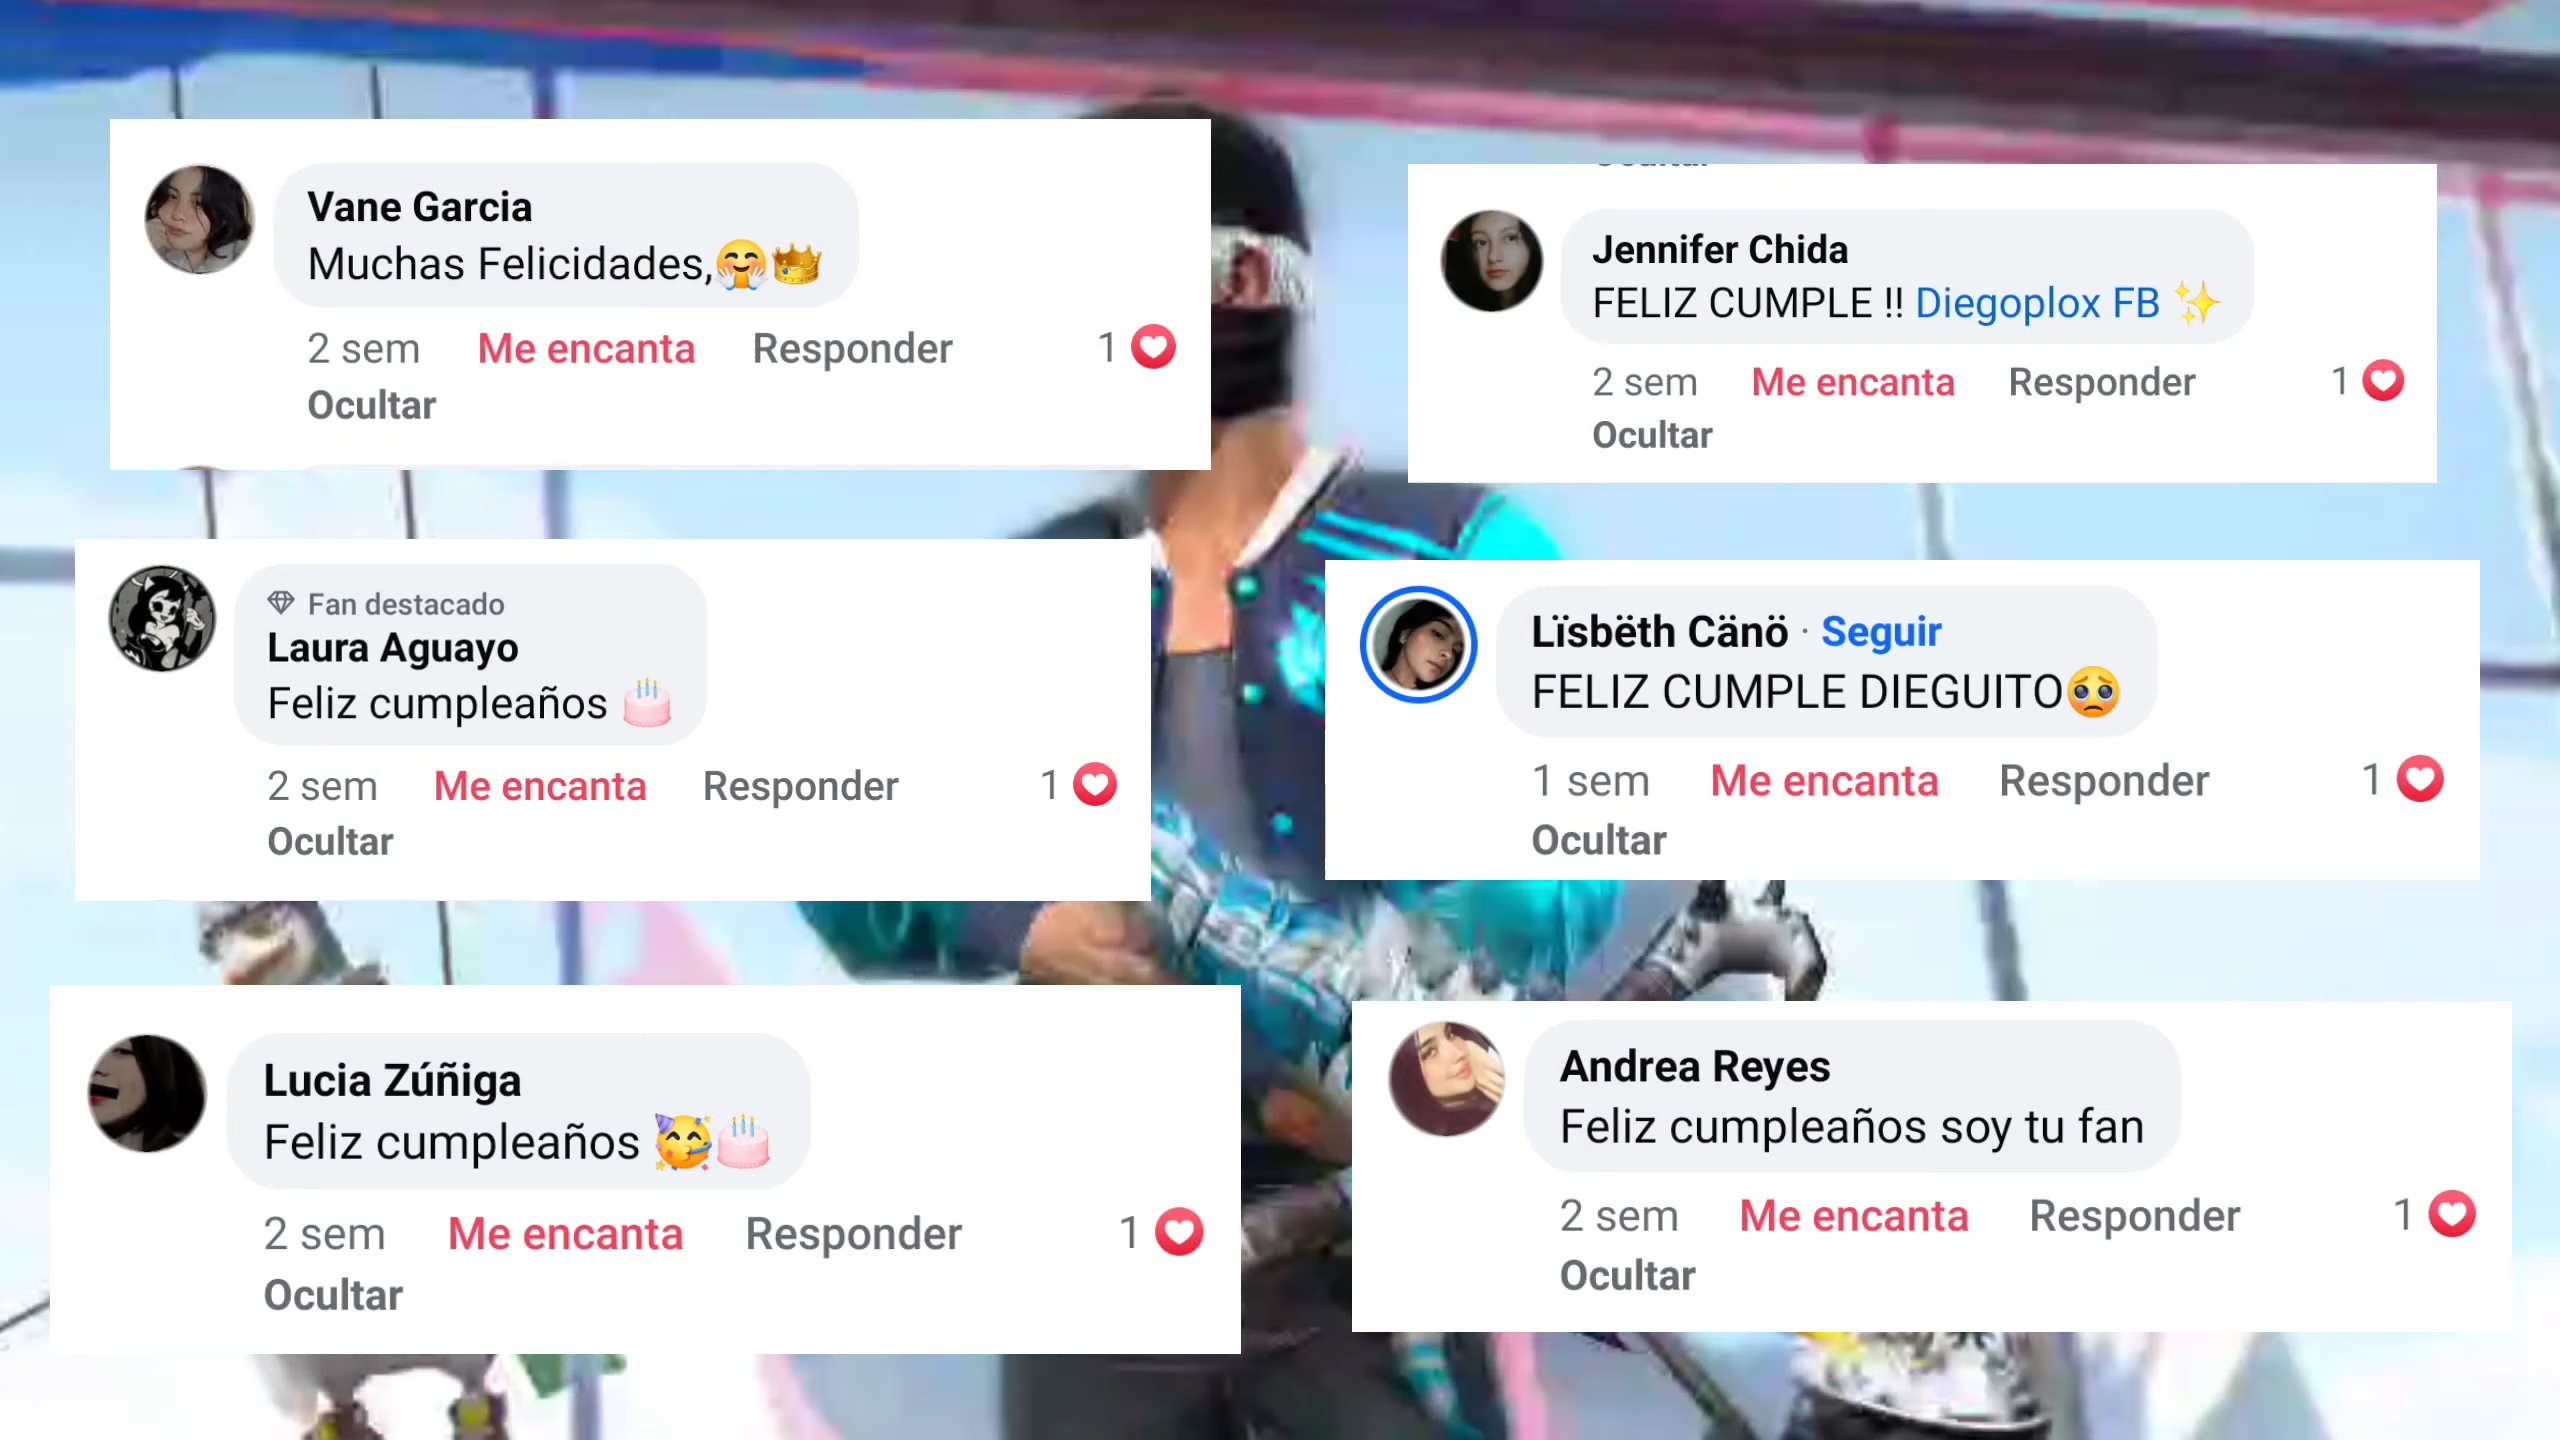 Vane Garcia
Muchas Felicidades,🤗👑
2 sem Me encanta Responder 1
Ocultar
Jennifer Chida
FELIZ CUMPLE !! Diegoplox FB ✨
2 sem Me encanta Responder 1
Ocultar
Fan destacado
Laura Aguayo
Feliz cumpleaños 🎂
2 sem Me encanta Responder 1
Ocultar
Lïsbëth Cänö · Seguir
FELIZ CUMPLE DIEGUITO🥺
1 sem Me encanta Responder 1
Ocultar
Lucia Zúñiga
Feliz cumpleaños 🥳🎂
2 sem Me encanta Responder 1
Ocultar
Andrea Reyes
Feliz cumpleaños soy tu fan
2 sem Me encanta Responder 1
Ocultar